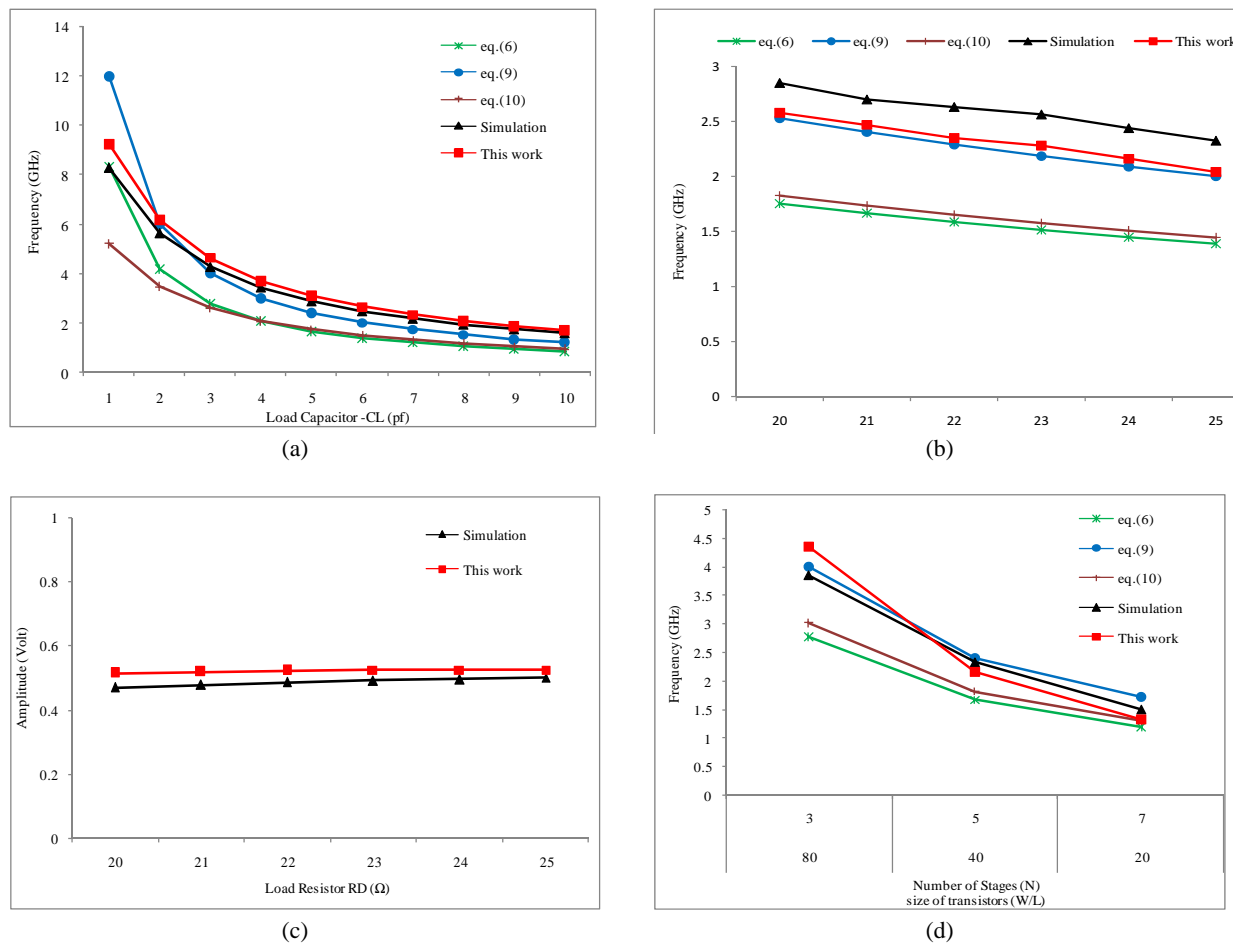 14
12
10
8
6
4
2
0
Frequency (GHz)
eq.(6)
eq.(9)
eq.(10)
Simulation
This work
1 2 3 4 5 6 7 8 9 10
Load Capacitor -CL (pf)
(a)
eq.(6) eq.(9) eq.(10) Simulation This work
3
2.5
2
1.5
1
0.5
0
Frequency (GHz)
20 21 22 23 24 25
(b)
1
0.8
0.6
0.4
0.2
0
Amplitude (Volt)
Simulation
This work
20 21 22 23 24 25
Load Resistor RD (Ω)
(c)
5
4.5
4
3.5
3
2.5
2
1.5
1
0.5
0
Frequency (GHz)
eq.(6)
eq.(9)
eq.(10)
Simulation
This work
3 5 7
80 40 20
Number of Stages (N)
size of transistors (W/L)
(d)